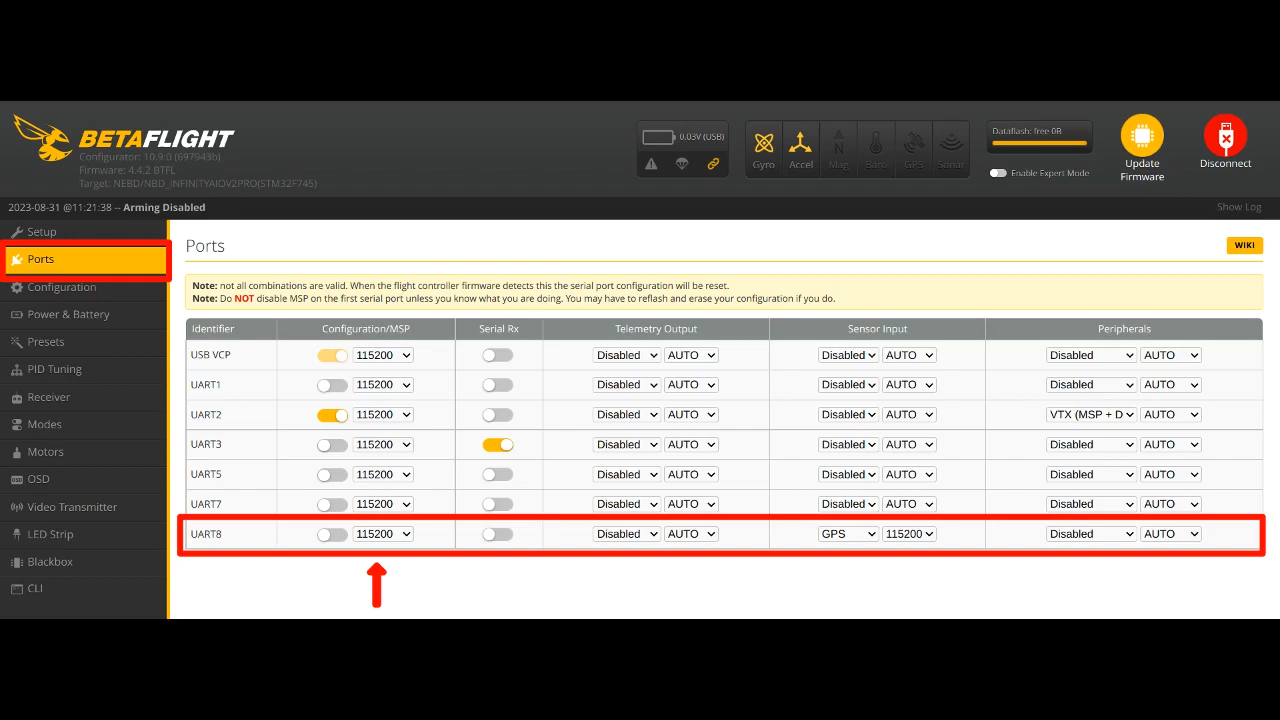 BETAFLIGHT
Configurator: 10.9.0 (697943b)
Firmware: 4.4.2 BTFL
Target: NEBD/NBD_INFINITYAIOV2PRO(STM32F745)
0.03V (USB)
Gyro Accel Mag Baro GPS Sonar
Dataflash: free 0B
Enable Expert Mode
Update
Firmware
Disconnect
2023-08-31 @11:21:38 -- Arming Disabled
Show Log
Setup
Ports
Configuration
Power & Battery
Presets
PID Tuning
Receiver
Modes
Motors
OSD
Video Transmitter
LED Strip
Blackbox
CLI
Ports
WIKI
Note: not all combinations are valid. When the flight controller firmware detects this the serial port configuration will be reset.
Note: Do NOT disable MSP on the first serial port unless you know what you are doing. You may have to reflash and erase your configuration if you do.
Identifier Configuration/MSP Serial Rx Telemetry Output Sensor Input Peripherals
USB VCP 115200 Disabled AUTO Disabled AUTO Disabled AUTO
UART1 115200 Disabled AUTO Disabled AUTO Disabled AUTO
UART2 115200 Disabled AUTO Disabled AUTO VTX (MSP + D AUTO
UART3 115200 Disabled AUTO Disabled AUTO Disabled AUTO
UART5 115200 Disabled AUTO Disabled AUTO Disabled AUTO
UART7 115200 Disabled AUTO Disabled AUTO Disabled AUTO
UART8 115200 Disabled AUTO GPS 115200 Disabled AUTO